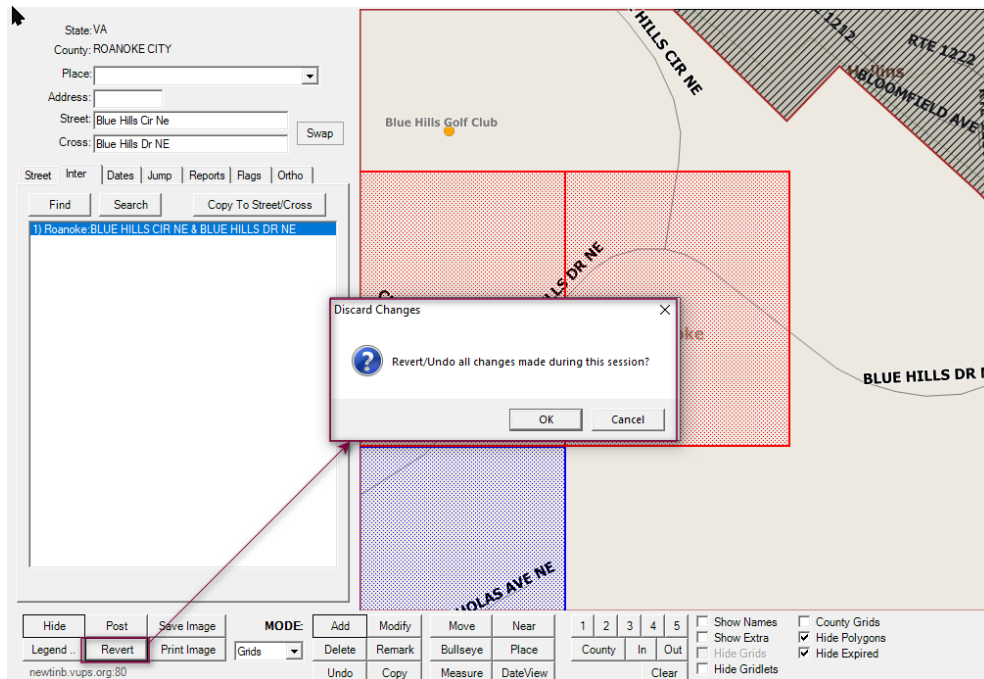 State: VA
County: ROANOKE CITY
Place:
Address:
Street: Blue Hills Cir Ne
Cross: Blue Hills Dr NE
Swap
Street Inter Dates Jump Reports Flags Ortho
Find Search Copy To Street/Cross
1) Roanoke:BLUE HILLS CIR NE & BLUE HILLS DR NE
HILLS CIR NE
1212
RTE 1222
Hollins
BLOOMFIELD AVE
Blue Hills Golf Club
DR NE
BLUE HILLS DR
AVE NE
Discard Changes
Revert/Undo all changes made during this session?
OK Cancel
Hide Post Save Image MODE: Add Modify Move Near 1 2 3 4 5 Show Names County Grids
Legend .. Revert Print Image Grids Delete Remark Bullseye Place County In Out Show Extra Hide Polygons
Hide Grids Hide Expired
newtinb.vups.org:80 Undo Copy Measure DateView Clear Hide Gridlets